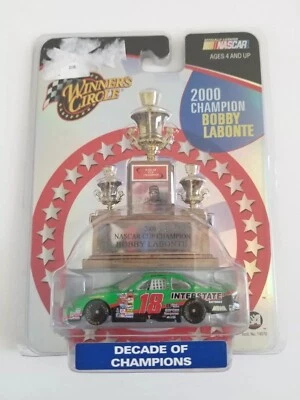 NASCAR
AGES 4 AND UP
WINNER'S
CIRCLE
2000
CHAMPION
BOBBY
LABONTE
NASCAR CUP CHAMPION
BOBBY LABONTE
18
INTERSTATE
DECADE OF
CHAMPIONS